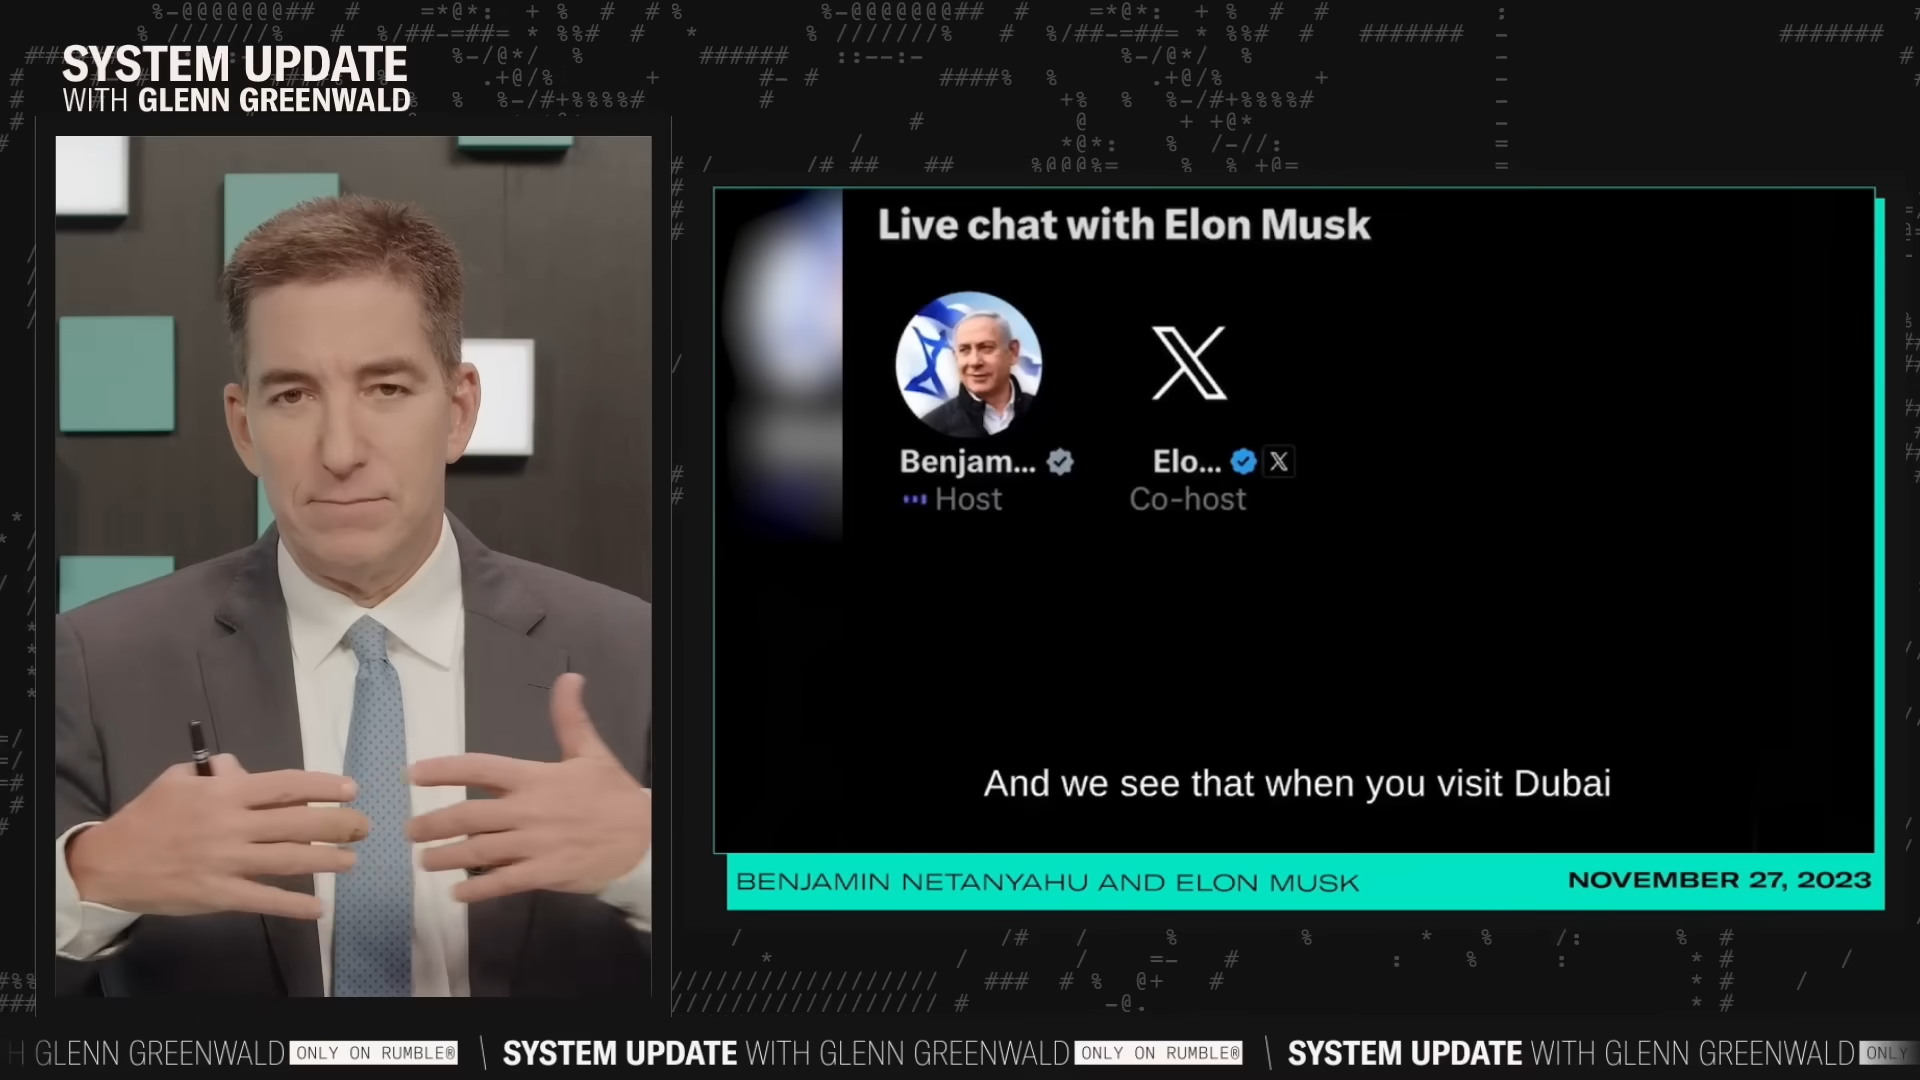 SYSTEM UPDATE
WITH GLENN GREENWALD
Live chat with Elon Musk
Benjam...
Elo...
Host
Co-host
And we see that when you visit Dubai
BENJAMIN NETANYAHU AND ELON MUSK
NOVEMBER 27, 2023
H GLENN GREENWALD ONLY ON RUMBLE® \ SYSTEM UPDATE WITH GLENN GREENWALD ONLY ON RUMBLE® \ SYSTEM UPDATE WITH GLENN GREENWALD ONLY